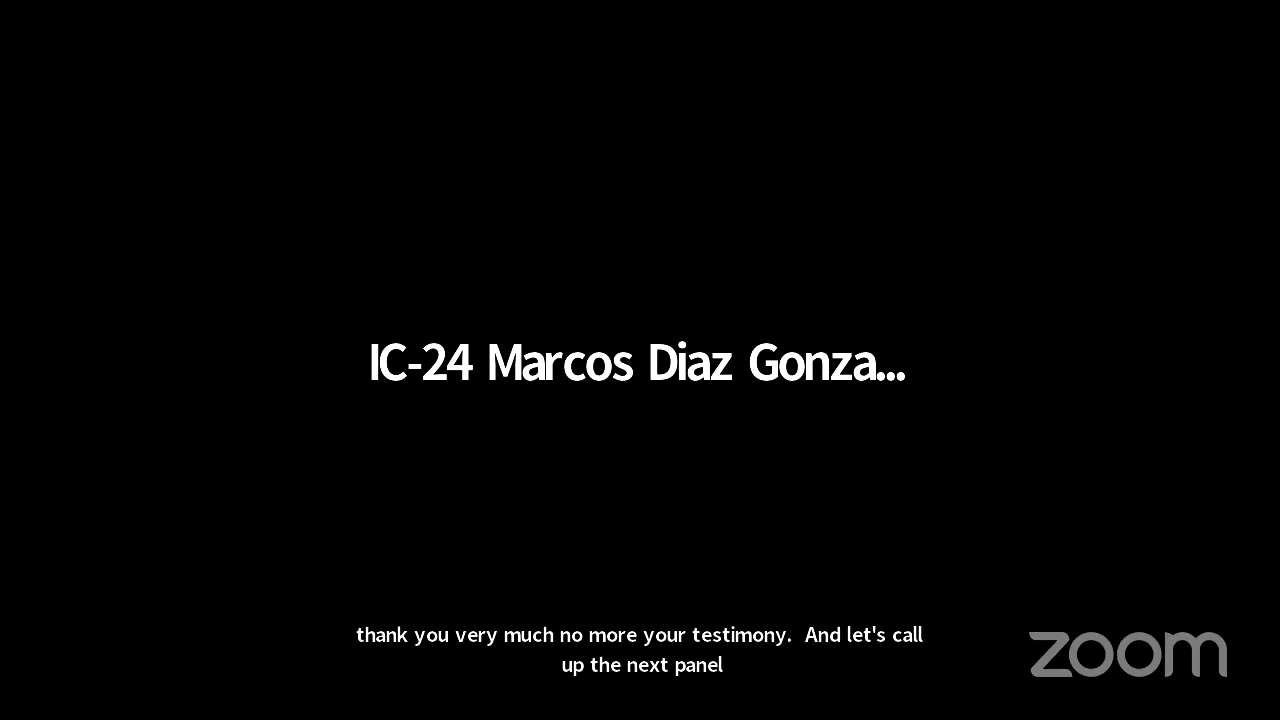 IC-24 Marcos Diaz Gonza...
thank you very much no more your testimony. And let's call
up the next panel
zoom